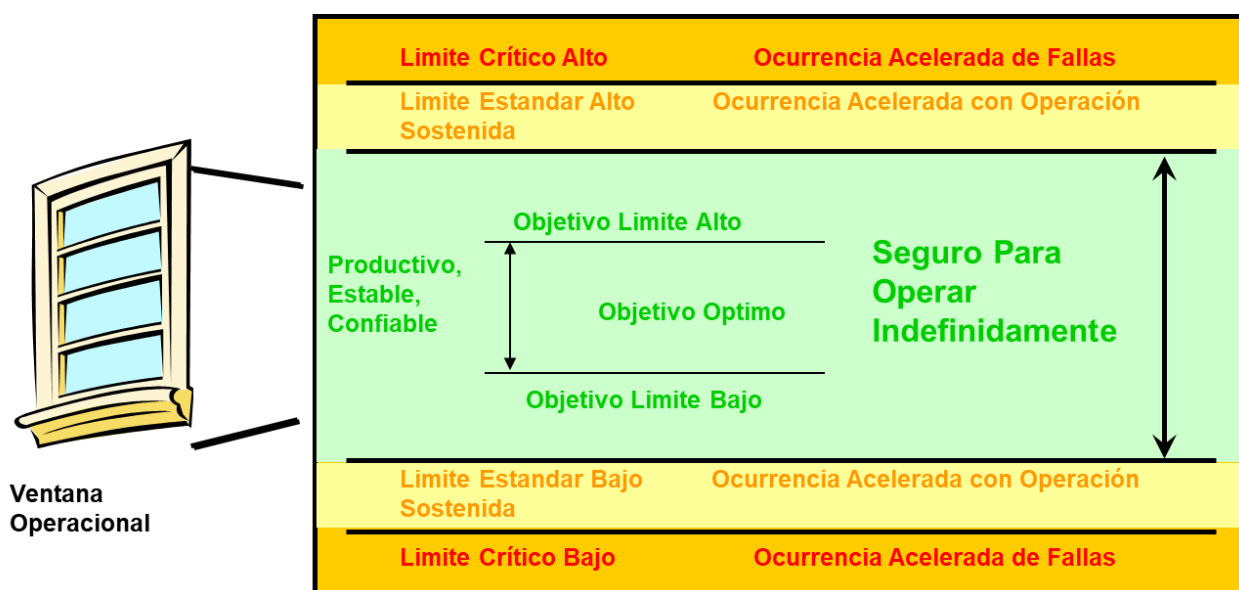 Limite Crítico Alto Ocurrencia Acelerada de Fallas
Limite Estandar Alto Ocurrencia Acelerada con Operación
Sostenida
Objetivo Limite Alto
Productivo,
Estable,
Confiable
Objetivo Optimo
Seguro Para
Operar
Indefinidamente
Objetivo Limite Bajo
Limite Estandar Bajo Ocurrencia Acelerada con Operación
Sostenida
Limite Crítico Bajo Ocurrencia Acelerada de Fallas
Ventana
Operacional